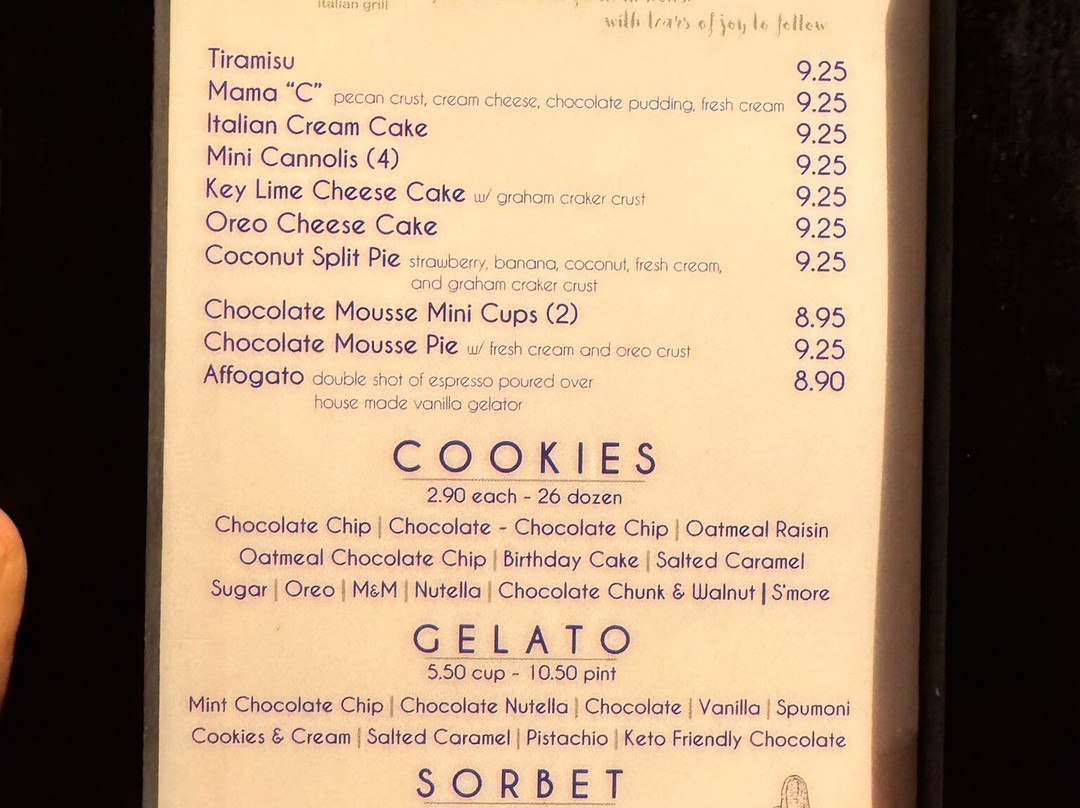 italian grill
with tears of joy to follow
Tiramisu 9.25
Mama “C” pecan crust, cream cheese, chocolate pudding, fresh cream 9.25
Italian Cream Cake 9.25
Mini Cannolis (4) 9.25
Key Lime Cheese Cake w/ graham craker crust 9.25
Oreo Cheese Cake 9.25
Coconut Split Pie strawberry, banana, coconut, fresh cream, 9.25
and graham craker crust
Chocolate Mousse Mini Cups (2) 8.95
Chocolate Mousse Pie w/ fresh cream and oreo crust 9.25
Affogato double shot of espresso poured over 8.90
house made vanilla gelator
COOKIES
2.90 each - 26 dozen
Chocolate Chip | Chocolate - Chocolate Chip | Oatmeal Raisin
Oatmeal Chocolate Chip | Birthday Cake | Salted Caramel
Sugar | Oreo | M&M | Nutella | Chocolate Chunk & Walnut | S'more
GELATO
5.50 cup - 10.50 pint
Mint Chocolate Chip | Chocolate Nutella | Chocolate | Vanilla | Spumoni
Cookies & Cream | Salted Caramel | Pistachio | Keto Friendly Chocolate
SORBET